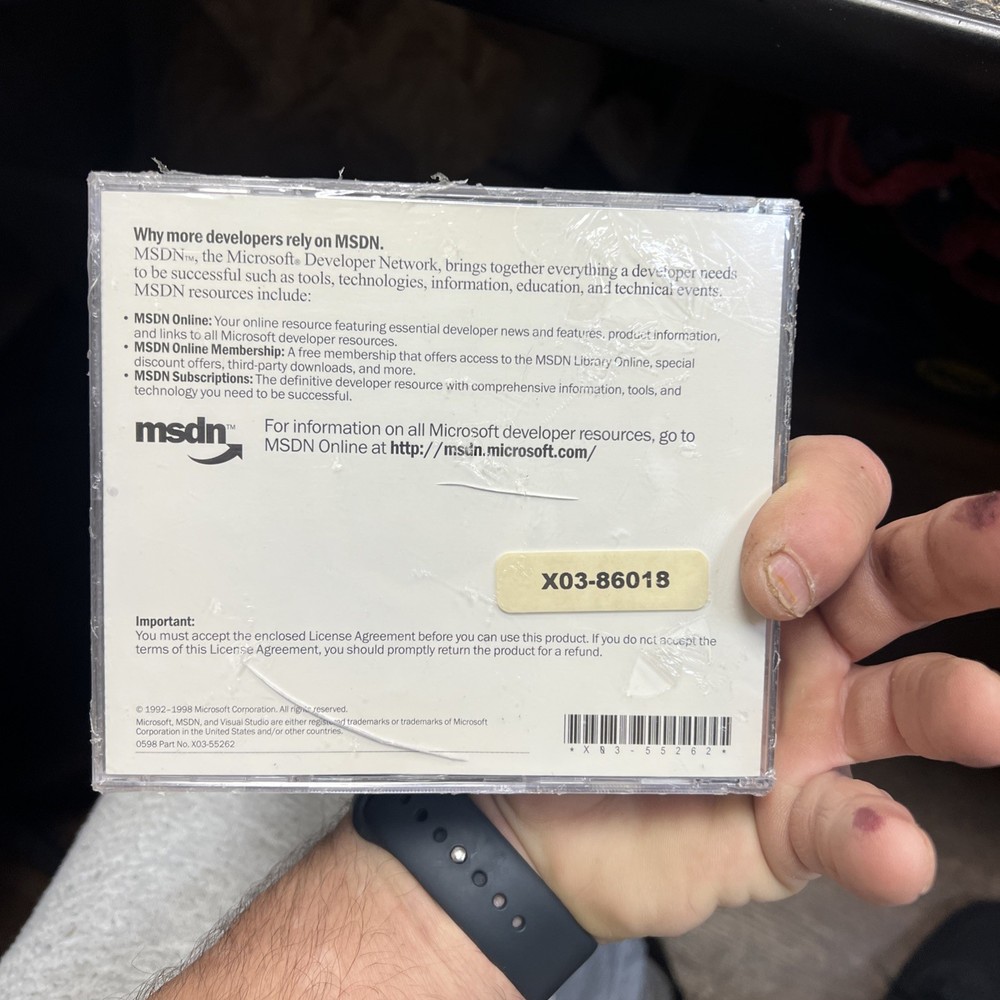 Why more developers rely on MSDN.
MSDN™, the Microsoft® Developer Network, brings together everything a developer needs
to be successful such as tools, technologies, information, education, and technical events.
MSDN resources include:
• MSDN Online: Your online resource featuring essential developer news and features, product information,
and links to all Microsoft developer resources.
• MSDN Online Membership: A free membership that offers access to the MSDN Library Online, special
discount offers, third-party downloads, and more.
• MSDN Subscriptions: The definitive developer resource with comprehensive information, tools, and
technology you need to be successful.
msdn™
For information on all Microsoft developer resources, go to
MSDN Online at http://msdn.microsoft.com/
X03-86018
Important:
You must accept the enclosed License Agreement before you can use this product. If you do not accept the
terms of this License Agreement, you should promptly return the product for a refund.
© 1992–1998 Microsoft Corporation. All rights reserved.
Microsoft, MSDN, and Visual Studio are either registered trademarks or trademarks of Microsoft
Corporation in the United States and/or other countries.
0598 Part No. X03-55262
*X03-55262*